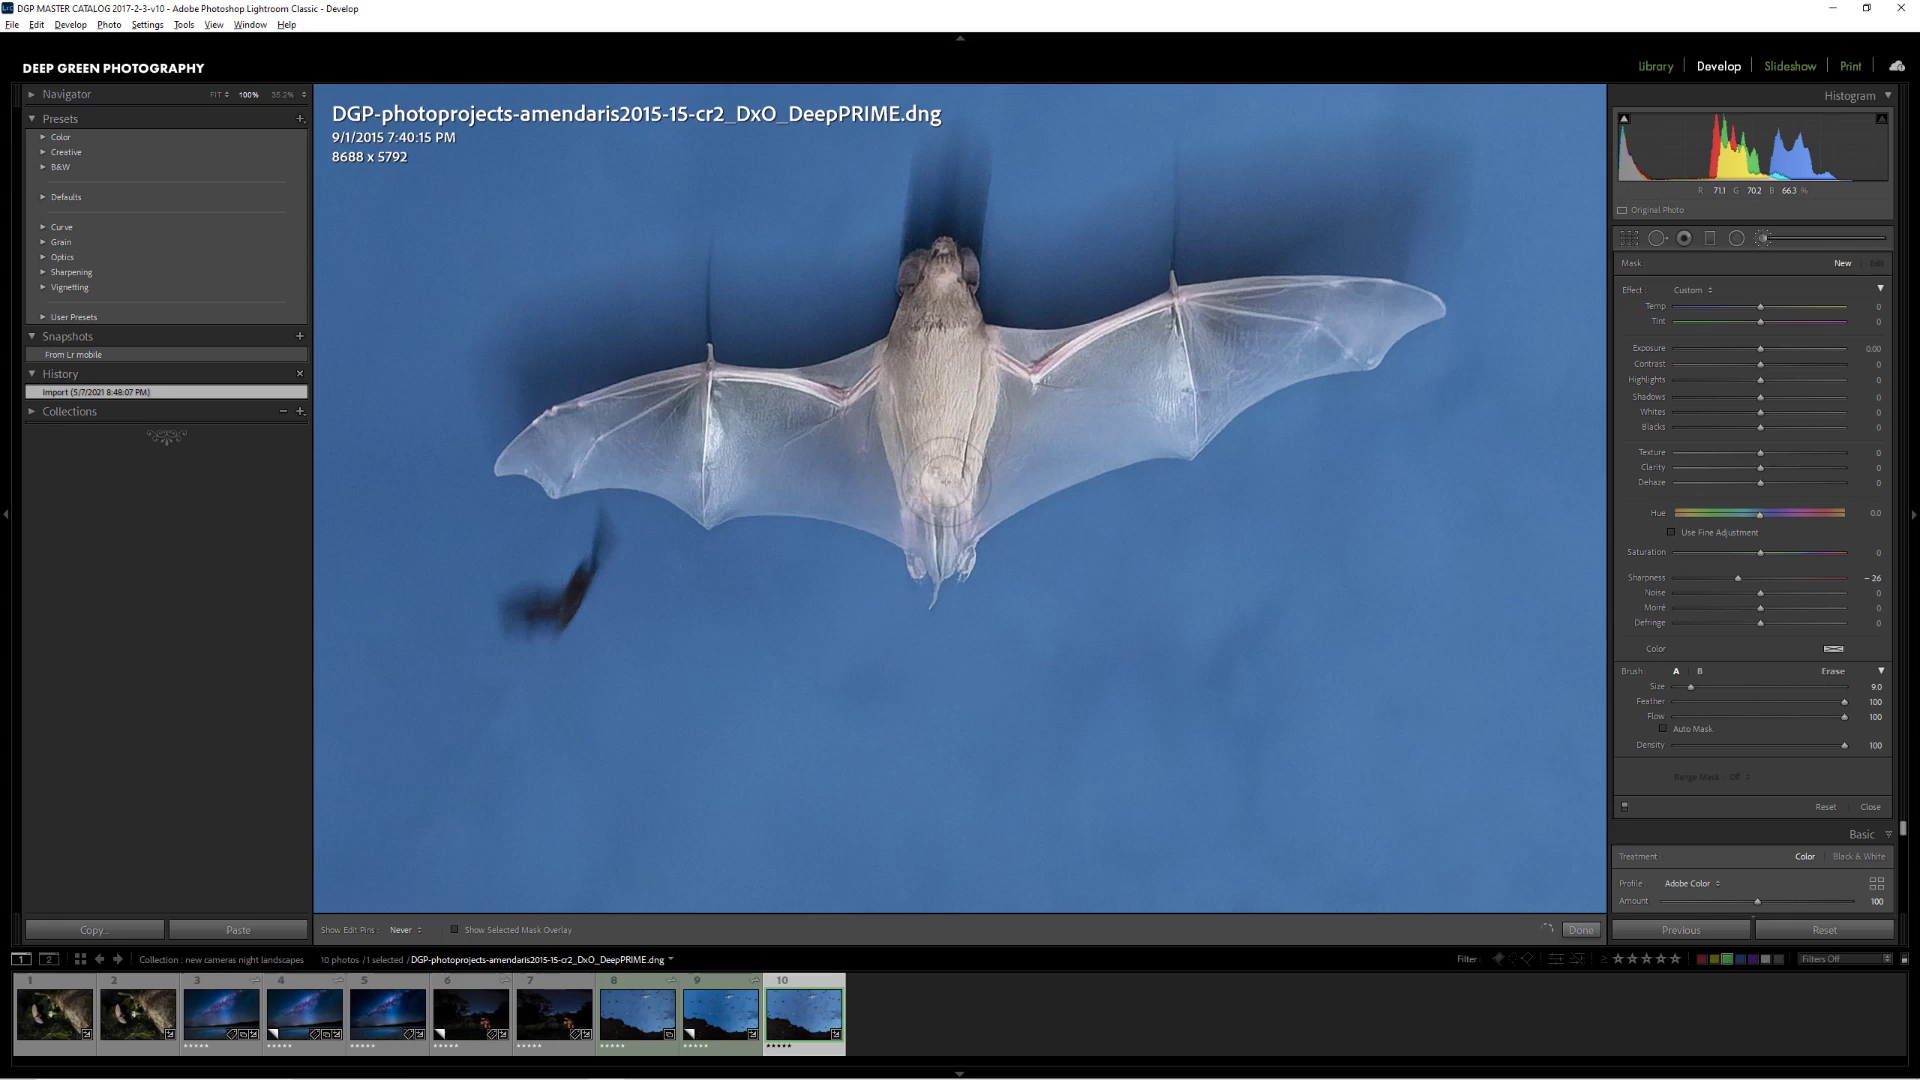 DGP MASTER CATALOG 2017-2-3-v10 - Adobe Photoshop Lightroom Classic - Develop
File Edit Develop Photo Settings Tools View Window Help
DEEP GREEN PHOTOGRAPHY
Library Develop Slideshow Print
Navigator FIT 100% 35.2%
Presets
Color
Creative
B&W
Defaults
Curve
Grain
Optics
Sharpening
Vignetting
User Presets
Snapshots
From Lr mobile
History
Import (5/7/2021 8:48:07 PM)
Collections
Copy... Paste
DGP-photoprojects-amendaris2015-15-cr2_DxO_DeepPRIME.dng
9/1/2015 7:40:15 PM
8688 x 5792
Histogram
R 71.1 G 70.2 B 66.3 %
Original Photo
Mask: New Edit
Effect: Custom
Temp 0
Tint 0
Exposure 0.00
Contrast 0
Highlights 0
Shadows 0
Whites 0
Blacks 0
Texture 0
Clarity 0
Dehaze 0
Hue 0.0
Use Fine Adjustment
Saturation 0
Sharpness – 26
Noise 0
Moiré 0
Defringe 0
Color
Brush: A B Erase
Size 9.0
Feather 100
Flow 100
Auto Mask
Density 100
Range Mask: Off
Reset Close
Basic
Treatment Color Black & White
Profile Adobe Color
Amount 100
Previous Reset
Show Edit Pins: Never Show Selected Mask Overlay Done
1 2 Collection : new cameras night landscapes 10 photos /1 selected /DGP-photoprojects-amendaris2015-15-cr2_DxO_DeepPRIME.dng Filter: Filters Off
1 2 3 4 5 6 7 8 9 10